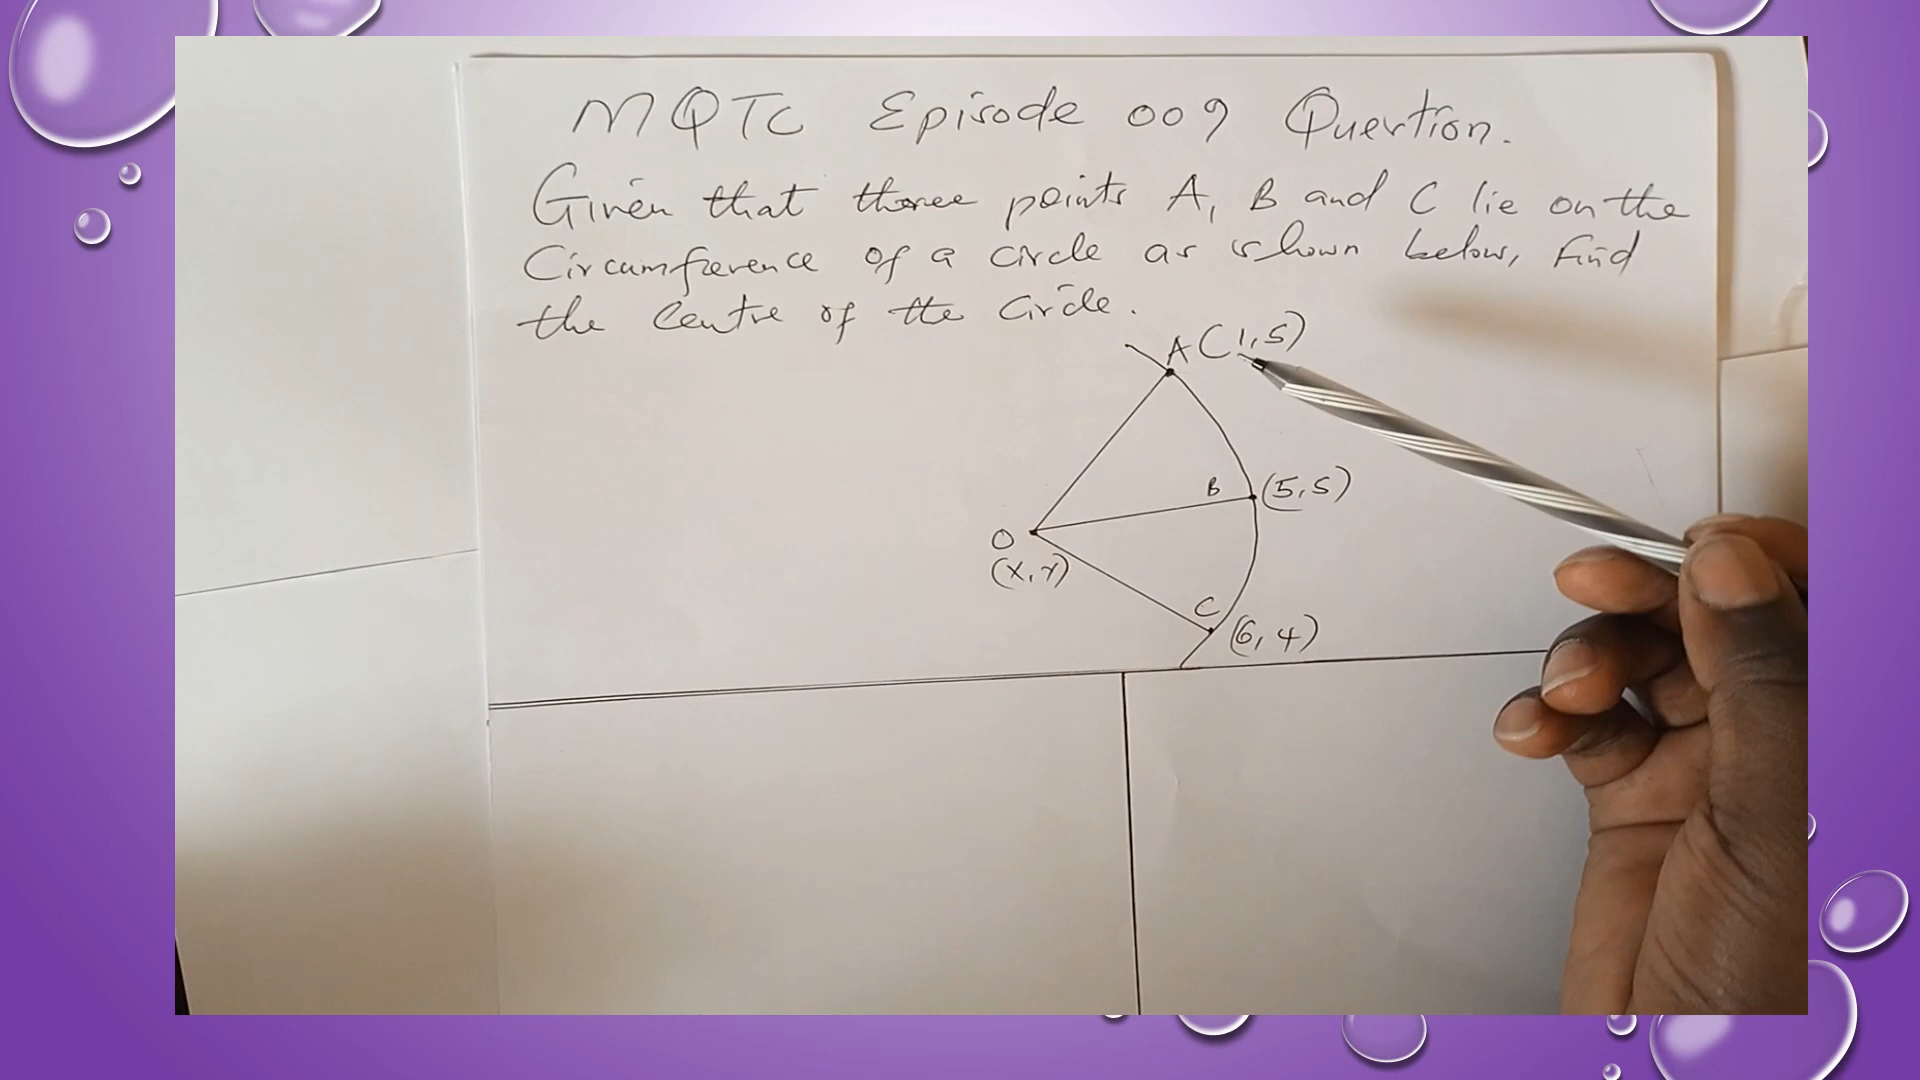 MQTC Episode 009 Question.
Given that three points A, B and C lie on the
Circumference of a circle as shown below, find
the Centre of the Circle.
A (1,5)
B (5,5)
O
(x, y)
C
(6, 4)